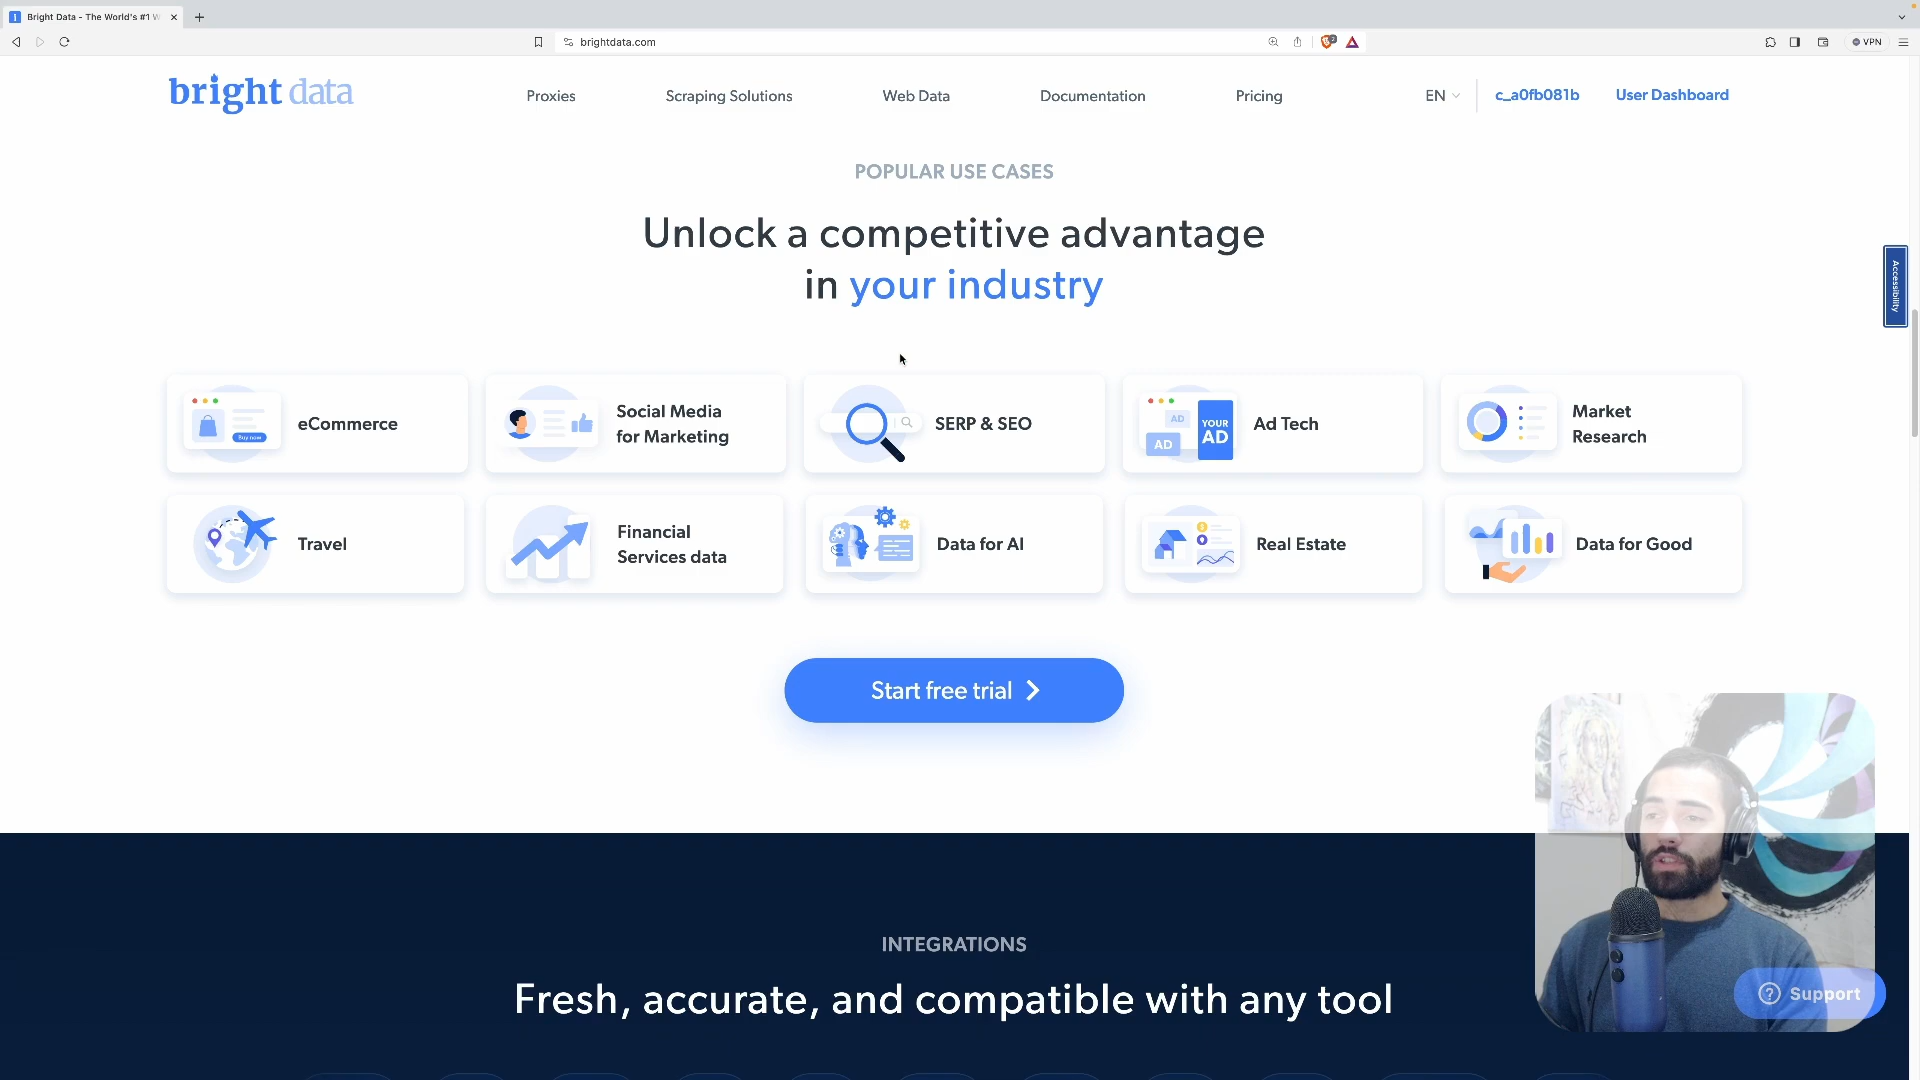 Bright Data - The World's #1 W
brightdata.com
VPN
bright data
Proxies
Scraping Solutions
Web Data
Documentation
Pricing
EN
c_a0fb081b
User Dashboard
POPULAR USE CASES
Unlock a competitive advantage
in your industry
Accessibility
Buy now
eCommerce
Social Media
for Marketing
SERP & SEO
AD
AD
YOUR
AD
Ad Tech
Market
Research
Travel
Financial
Services data
Data for AI
$
Real Estate
Data for Good
Start free trial
INTEGRATIONS
Fresh, accurate, and compatible with any tool
? Support